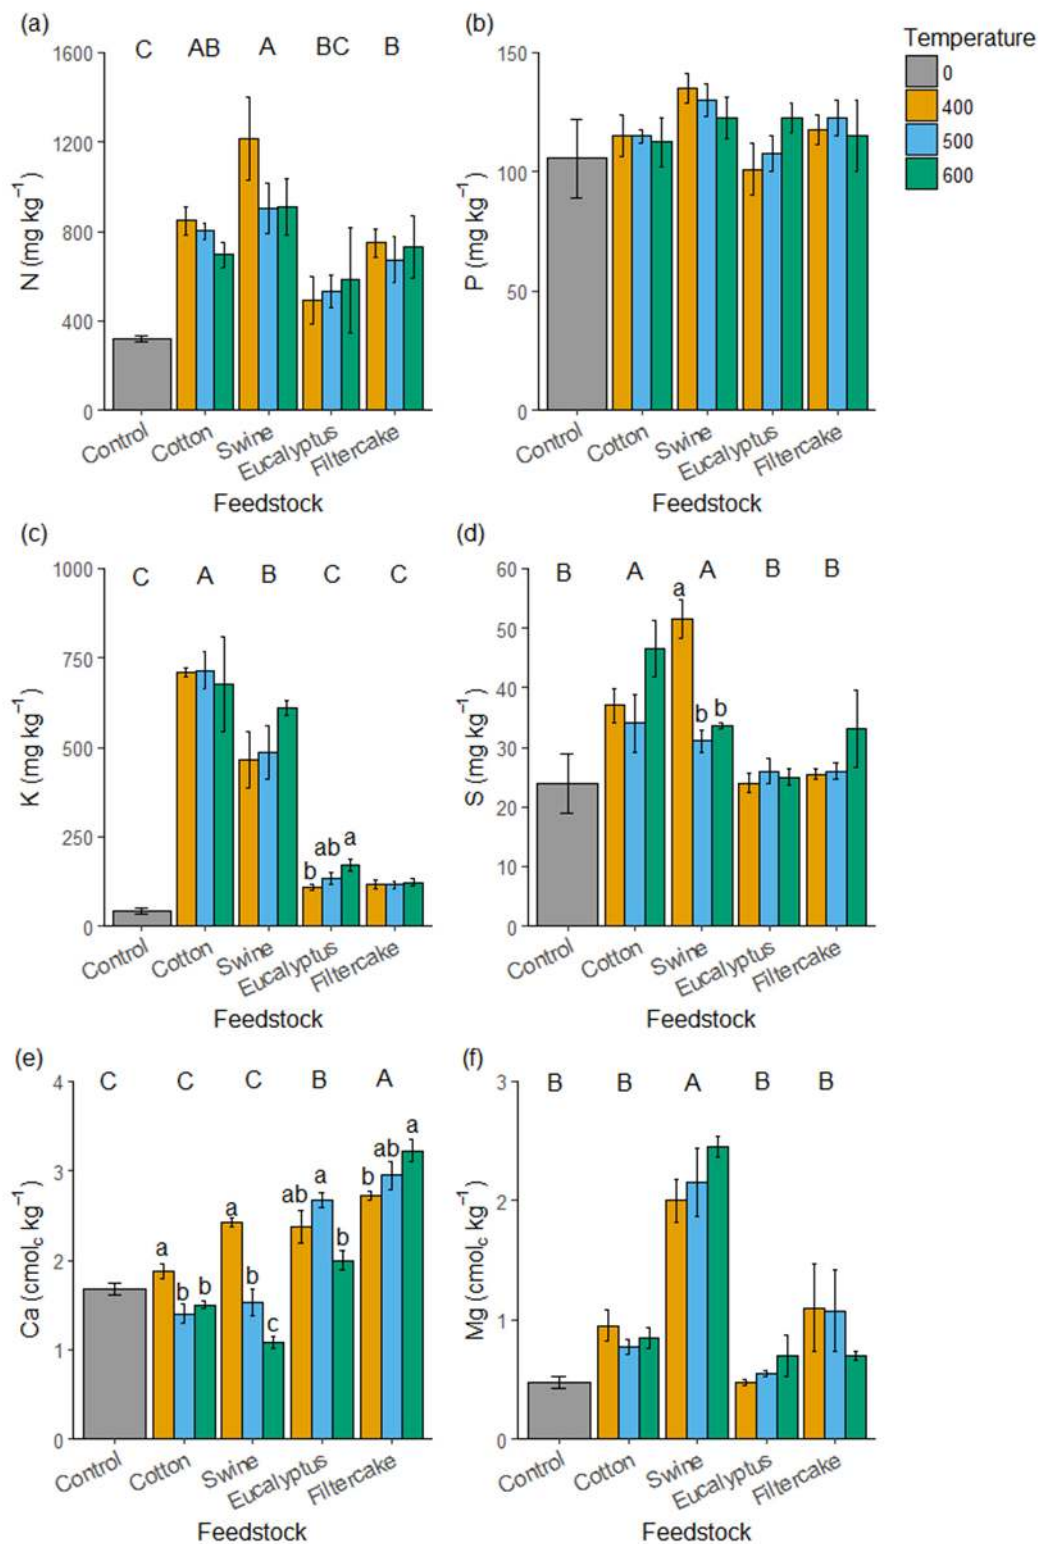 (a)
C AB A BC B
1600
1200
800
400
0
N (mg kg⁻¹)
Control Cotton Swine Eucalyptus Filtercake
Feedstock
(b)
150
100
50
0
P (mg kg⁻¹)
Control Cotton Swine Eucalyptus Filtercake
Feedstock
Temperature
0
400
500
600
(c)
C A B C C
1000
750
500
250
0
K (mg kg⁻¹)
b ab a
Control Cotton Swine Eucalyptus Filtercake
Feedstock
(d)
B A A B B
60
50
40
30
20
10
0
S (mg kg⁻¹)
a b b
Control Cotton Swine Eucalyptus Filtercake
Feedstock
(e)
C C C B A
4
3
2
1
0
Ca (cmol꜀ kg⁻¹)
a b b a b c ab a b b ab a
Control Cotton Swine Eucalyptus Filtercake
Feedstock
(f)
B B A B B
3
2
1
0
Mg (cmol꜀ kg⁻¹)
Control Cotton Swine Eucalyptus Filtercake
Feedstock